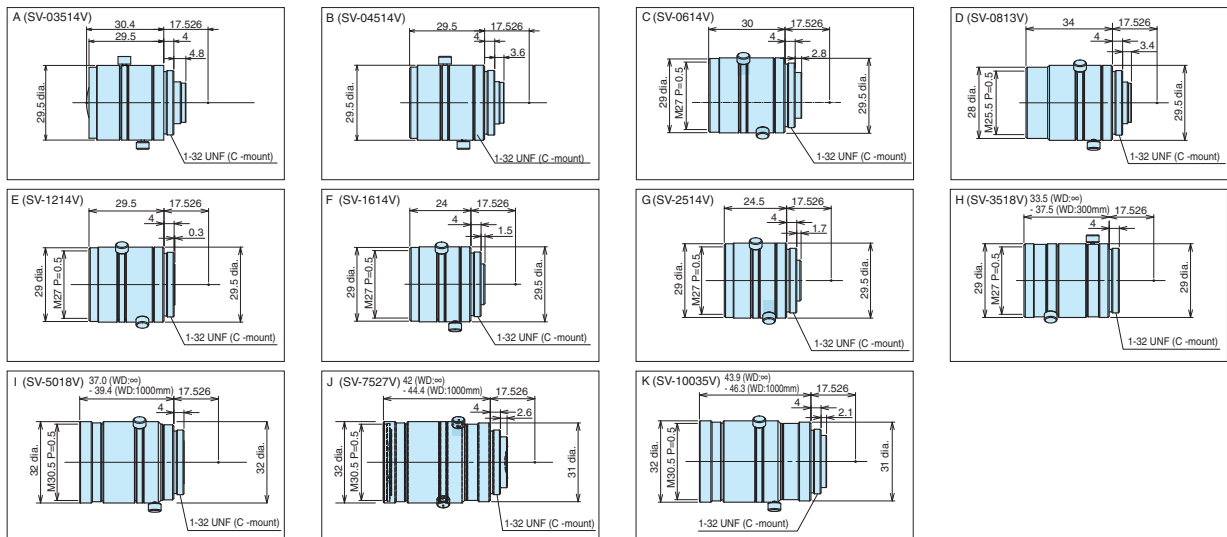 A (SV-03514V)
30.4
17.526
29.5
4
4.8
29.5 dia.
1-32 UNF (C -mount)
B (SV-04514V)
29.5
17.526
4
3.6
29.5 dia.
1-32 UNF (C -mount)
C (SV-0614V)
30
17.526
4
2.8
29 dia.
M27 P=0.5
29.5 dia.
1-32 UNF (C -mount)
D (SV-0813V)
34
17.526
4
3.4
28 dia.
M25.5 P=0.5
29.5 dia.
1-32 UNF (C -mount)
E (SV-1214V)
29.5
17.526
4
0.3
29 dia.
M27 P=0.5
29.5 dia.
1-32 UNF (C -mount)
F (SV-1614V)
24
17.526
4
1.5
29 dia.
M27 P=0.5
29.5 dia.
1-32 UNF (C -mount)
G (SV-2514V)
24.5
17.526
4
1.7
29 dia.
M27 P=0.5
29.5 dia.
1-32 UNF (C -mount)
H (SV-3518V)
33.5 (WD:∞)
- 37.5 (WD:300mm)
17.526
4
29 dia.
M27 P=0.5
29 dia.
1-32 UNF (C -mount)
I (SV-5018V)
37.0 (WD:∞)
- 39.4 (WD:1000mm)
17.526
4
32 dia.
M30.5 P=0.5
32 dia.
1-32 UNF (C -mount)
J (SV-7527V)
42 (WD:∞)
- 44.4 (WD:1000mm)
17.526
4
2.6
32 dia.
M30.5 P=0.5
31 dia.
1-32 UNF (C -mount)
K (SV-10035V)
43.9 (WD:∞)
- 46.3 (WD:1000mm)
17.526
4
2.1
32 dia.
M30.5 P=0.5
31 dia.
1-32 UNF (C -mount)